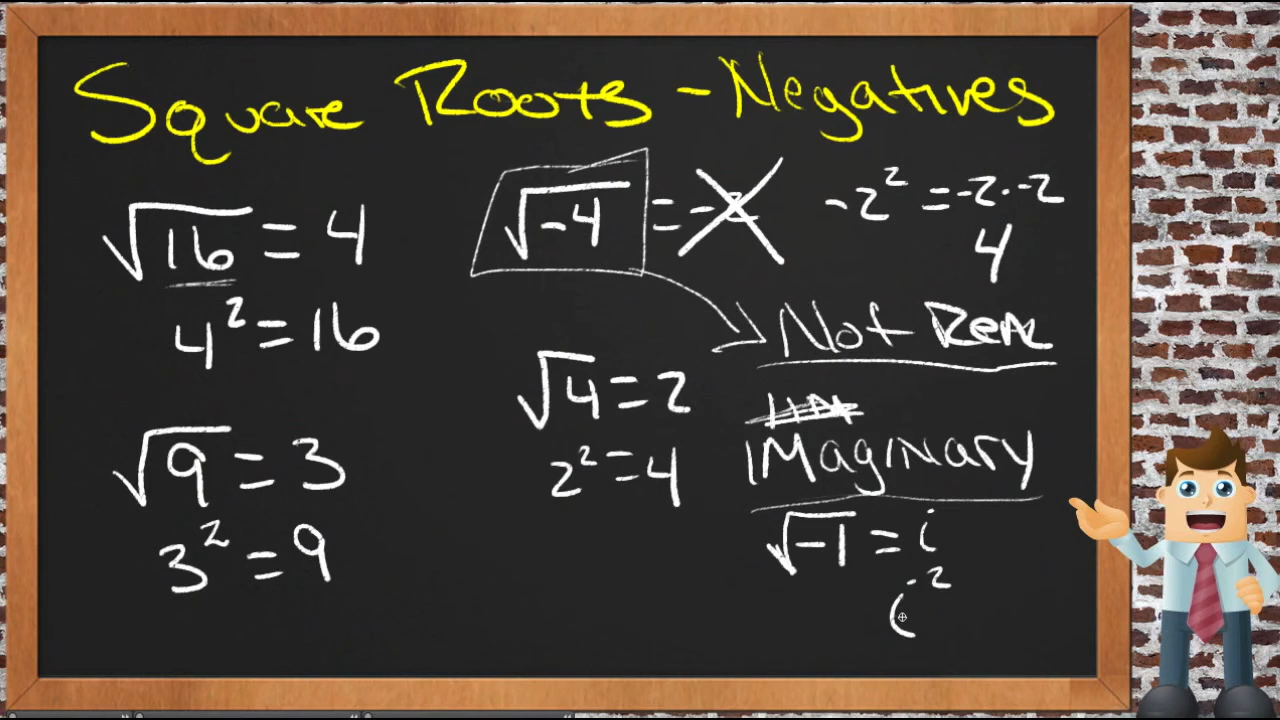 Square Roots - Negatives
√16 = 4
4² = 16
√9 = 3
3² = 9
√-4 = -2
√4 = 2
2² = 4
-2² = -2·-2
4
Not Real
Imaginary
√-1 = i
i²